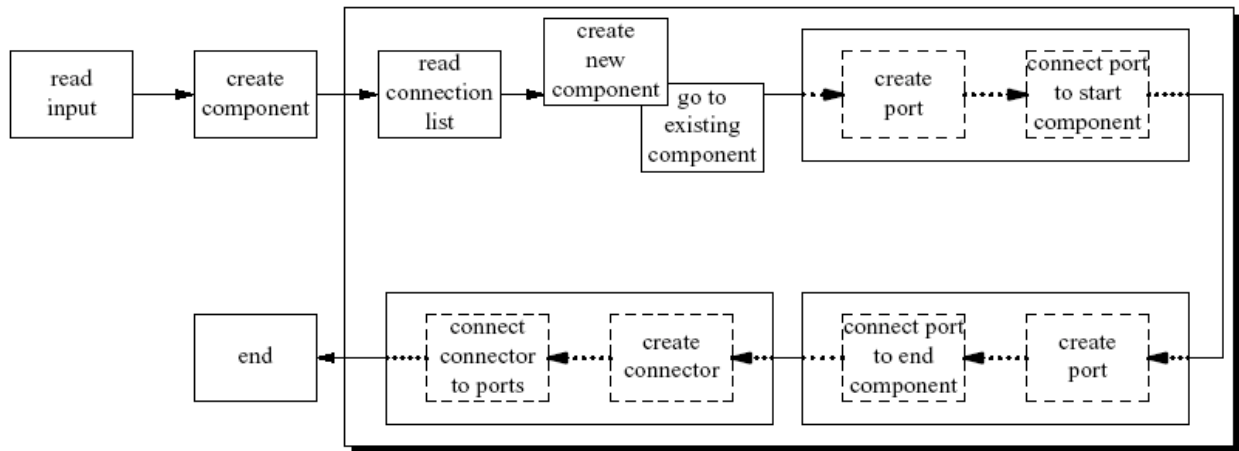 read
input
create
component
read
connection
list
create
new
component
go to
existing
component
create
port
connect port
to start
component
create
port
connect port
to end
component
create
connector
connect
connector
to ports
end